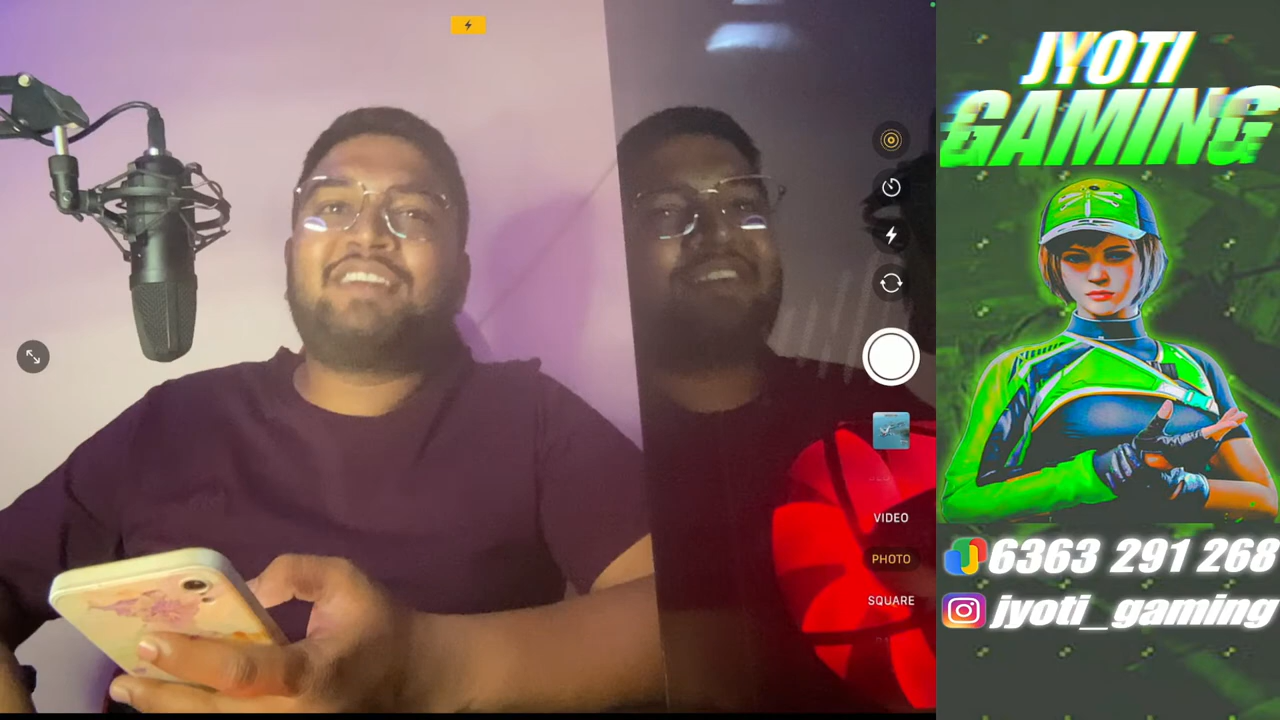 JYOTI
GAMING
VIDEO
PHOTO
SQUARE
6363 291 268
jyoti_gaming